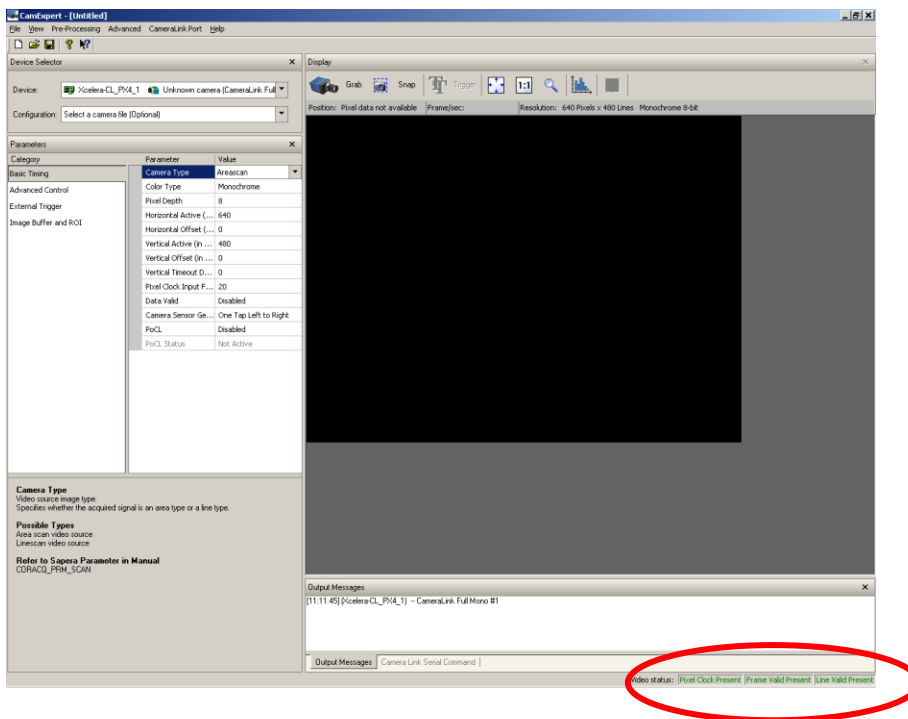 CamExpert - [Untitled]
File View Pre-Processing Advanced CameraLink Port Help
Device Selector
Device: Xcelera-CL_PX4_1 Unknown camera (CameraLink Full
Configuration: Select a camera file (Optional)
Parameters
Category Parameter Value
Basic Timing
Advanced Control
External Trigger
Image Buffer and ROI
Camera Type Areascan
Color Type Monochrome
Pixel Depth 8
Horizontal Active (... 640
Horizontal Offset (... 0
Vertical Active (in ... 480
Vertical Offset (in ... 0
Vertical Timeout D... 0
Pixel Clock Input F... 20
Data Valid Disabled
Camera Sensor Ge... One Tap Left to Right
PoCL Disabled
PoCL Status Not Active
Camera Type
Video source image type.
Specifies whether the acquired signal is an area type or a line type.
Possible Types
Area scan video source
Linescan video source
Refer to Sapera Parameter in Manual
CORACQ_PRM_SCAN
Display
Grab Snap Trigger 1:1
Position: Pixel data not available Frame/sec: Resolution: 640 Pixels x 480 Lines Monochrome 8-bit
Output Messages
[11:11:45] (Xcelera-CL_PX4_1) -- CameraLink Full Mono #1
Output Messages Camera Link Serial Command
Video status: Pixel Clock Present Frame Valid Present Line Valid Present